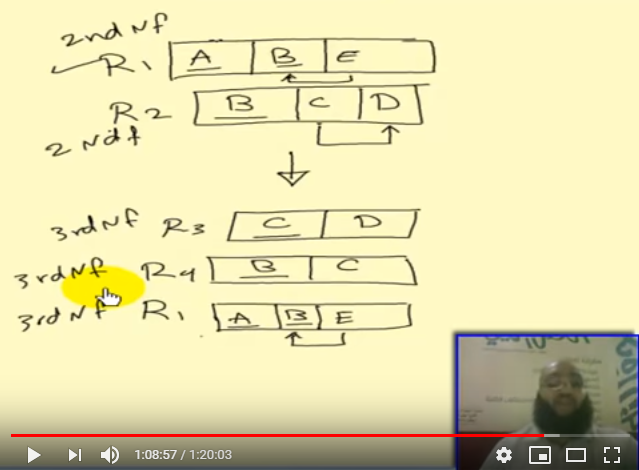 2nd Nf
R1 A B E
R2 B C D
2 Ndf
3rd Nf R3 C D
3rd Nf R4 B C
3rd Nf R1 A B E
1:08:57 / 1:20:03